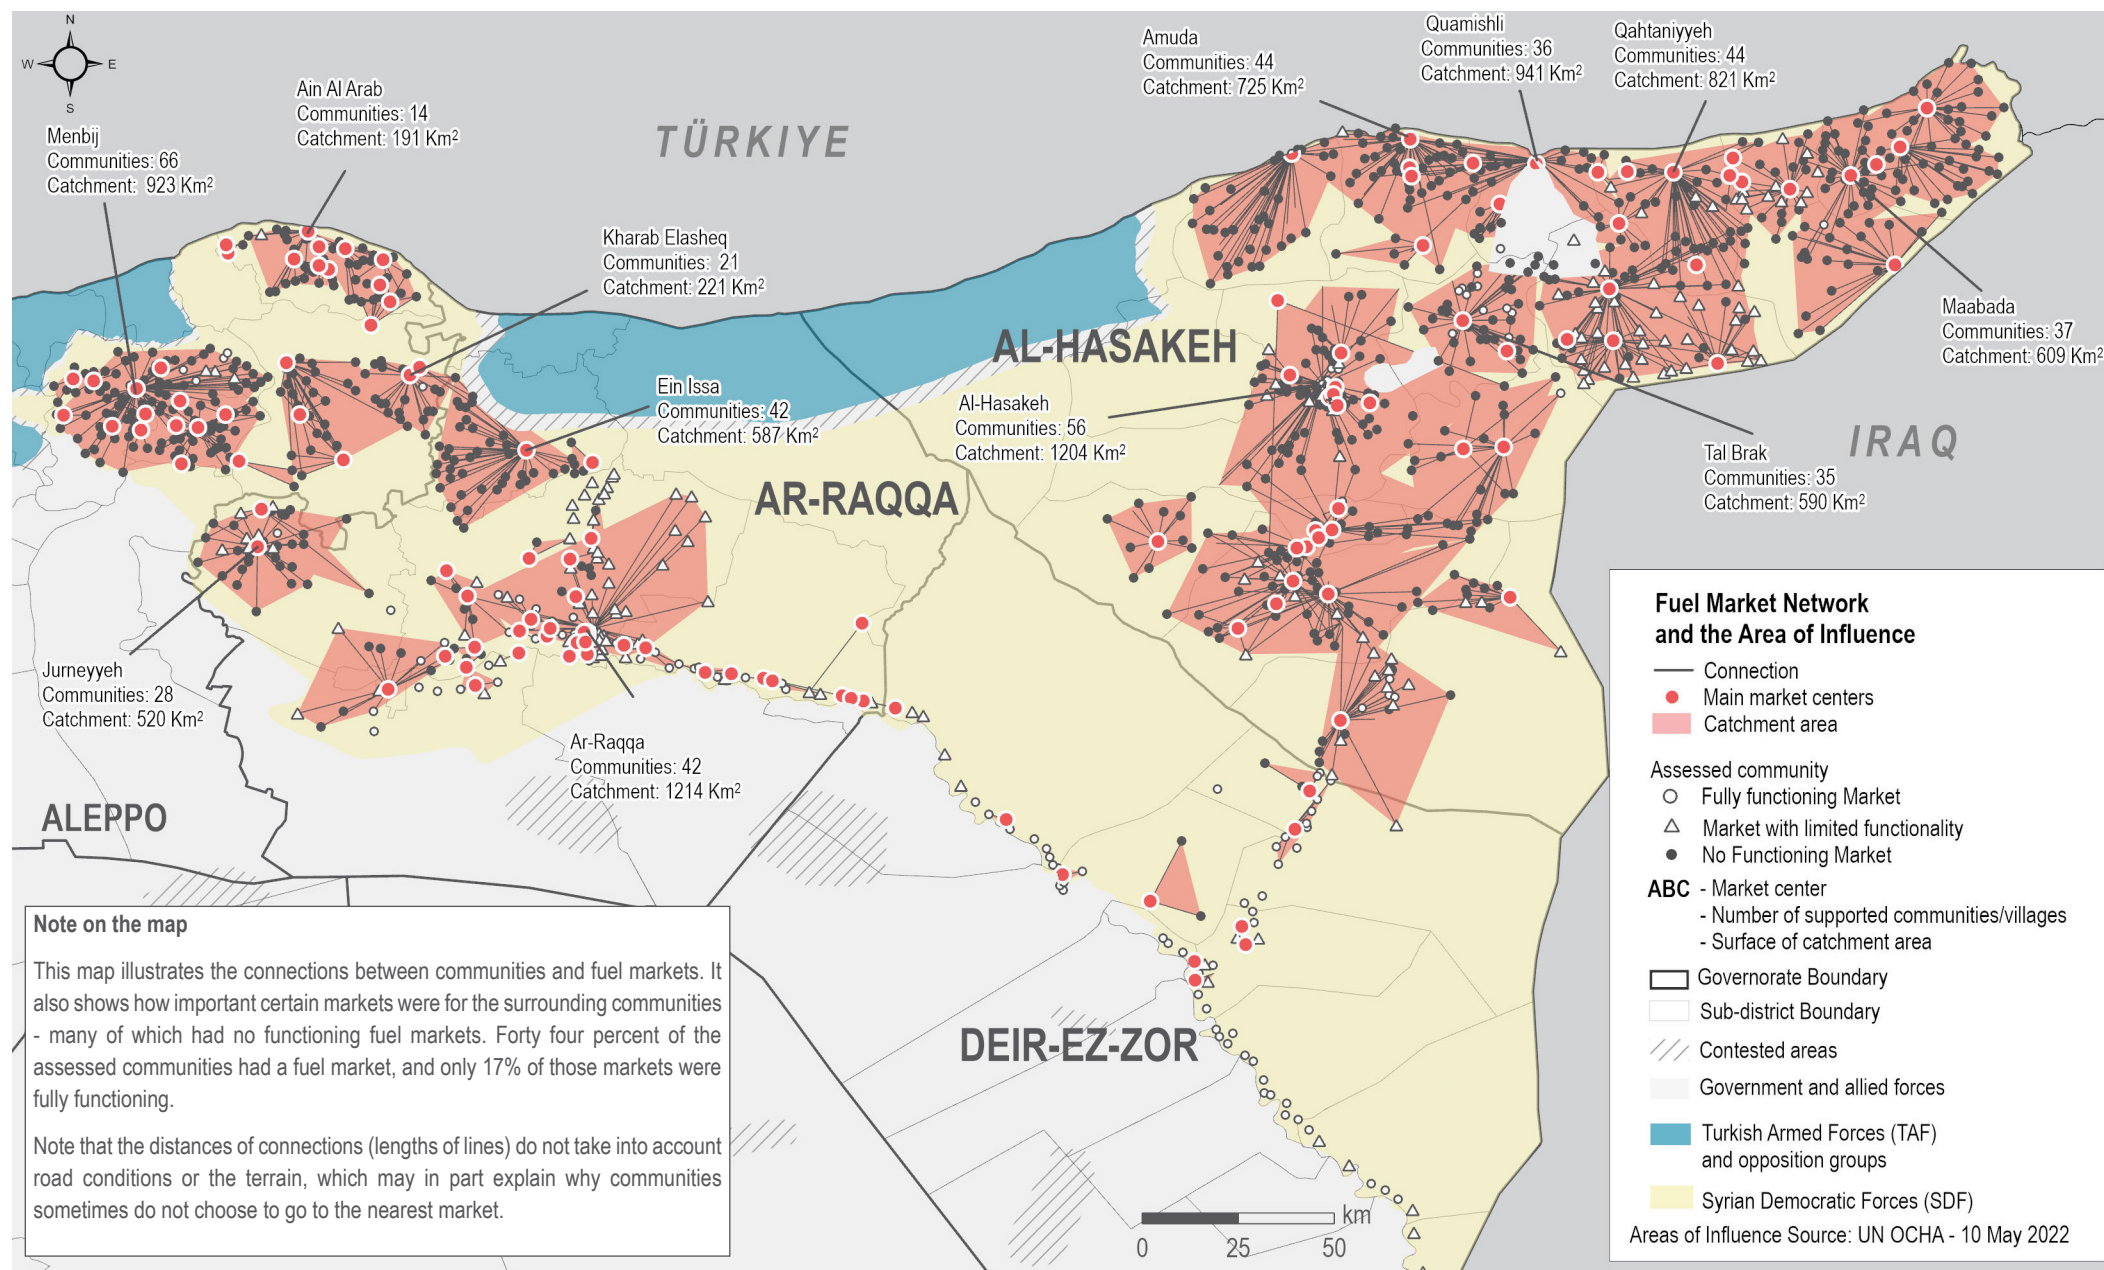 N
W
E
S
Menbij
Communities: 66
Catchment: 923 Km²
Ain Al Arab
Communities: 14
Catchment: 191 Km²
TÜRKIYE
Kharab Elasheq
Communities: 21
Catchment: 221 Km²
Ein Issa
Communities: 42
Catchment: 587 Km²
Amuda
Communities: 44
Catchment: 725 Km²
Quamishli
Communities: 36
Catchment: 941 Km²
Qahtaniyyeh
Communities: 44
Catchment: 821 Km²
Maabada
Communities: 37
Catchment: 609 Km²
AL-HASAKEH
Al-Hasakeh
Communities: 56
Catchment: 1204 Km²
Tal Brak
Communities: 35
Catchment: 590 Km²
IRAQ
AR-RAQQA
Jurneyyeh
Communities: 28
Catchment: 520 Km²
Ar-Raqqa
Communities: 42
Catchment: 1214 Km²
ALEPPO
DEIR-EZ-ZOR
Note on the map
This map illustrates the connections between communities and fuel markets. It
also shows how important certain markets were for the surrounding communities
- many of which had no functioning fuel markets. Forty four percent of the
assessed communities had a fuel market, and only 17% of those markets were
fully functioning.
Note that the distances of connections (lengths of lines) do not take into account
road conditions or the terrain, which may in part explain why communities
sometimes do not choose to go to the nearest market.
km
0 25 50
Fuel Market Network
and the Area of Influence
Connection
Main market centers
Catchment area
Assessed community
Fully functioning Market
Market with limited functionality
No Functioning Market
ABC - Market center
- Number of supported communities/villages
- Surface of catchment area
Governorate Boundary
Sub-district Boundary
Contested areas
Government and allied forces
Turkish Armed Forces (TAF)
and opposition groups
Syrian Democratic Forces (SDF)
Areas of Influence Source: UN OCHA - 10 May 2022